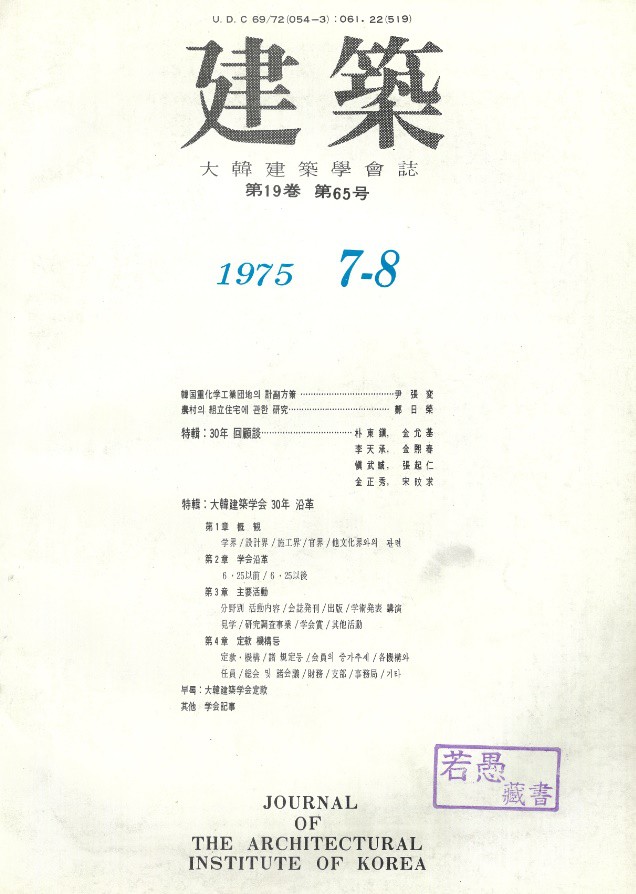 U. D. C 69/72(054-3) : 061. 22(519)
建築
大韓建築學會誌
第19巻 第65号
1975 7-8
韓国重化学工業団地의 計劃方策 ……………………………… 尹張燮
農村의 組立住宅에 관한 研究 ……………………………… 鄭日榮
特輯 : 30年 回顧談 ……………………………… 朴東鎭, 金允基
李天承, 金熙春
愼武晟, 張起仁
金正秀, 宋旼求
特輯 : 大韓建築学会 30年 沿革
第1章 概 観
学界/設計界/施工界/官界/他文化界와의 관련
第2章 学会沿革
6·25以前/6·25以後
第3章 主要活動
分野別 活動内容/会誌発刊/出版/学術発表 講演
見学/研究調査事業/学会賞/其他活動
第4章 定款 機構등
定款·機構/諸 規定등/会員의 증가추세/各機構와
任員/総会 및 諸会議/財務/支部/事務局/기타
부록 : 大韓建築学会定款
其他 学会記事
若愚
藏書
JOURNAL
OF
THE ARCHITECTURAL
INSTITUTE OF KOREA